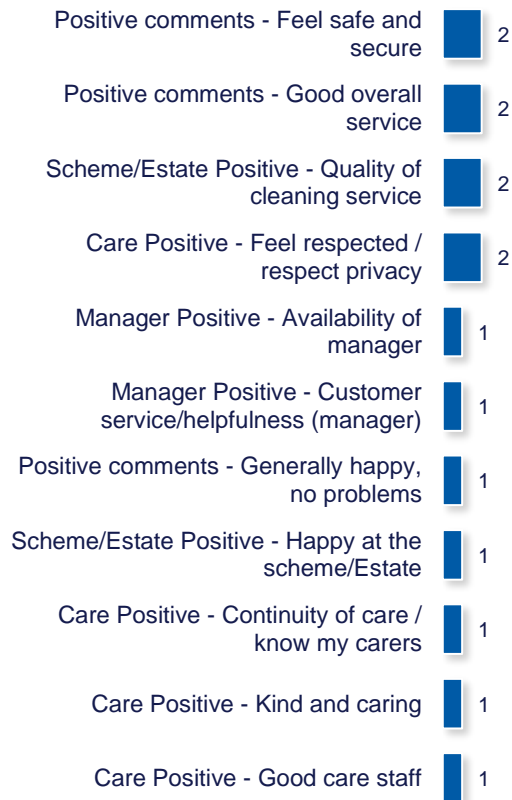 Positive comments - Feel safe and
secure
2
Positive comments - Good overall
service
2
Scheme/Estate Positive - Quality of
cleaning service
2
Care Positive - Feel respected /
respect privacy
2
Manager Positive - Availability of
manager
1
Manager Positive - Customer
service/helpfulness (manager)
1
Positive comments - Generally happy,
no problems
1
Scheme/Estate Positive - Happy at the
scheme/Estate
1
Care Positive - Continuity of care /
know my carers
1
Care Positive - Kind and caring
1
Care Positive - Good care staff
1